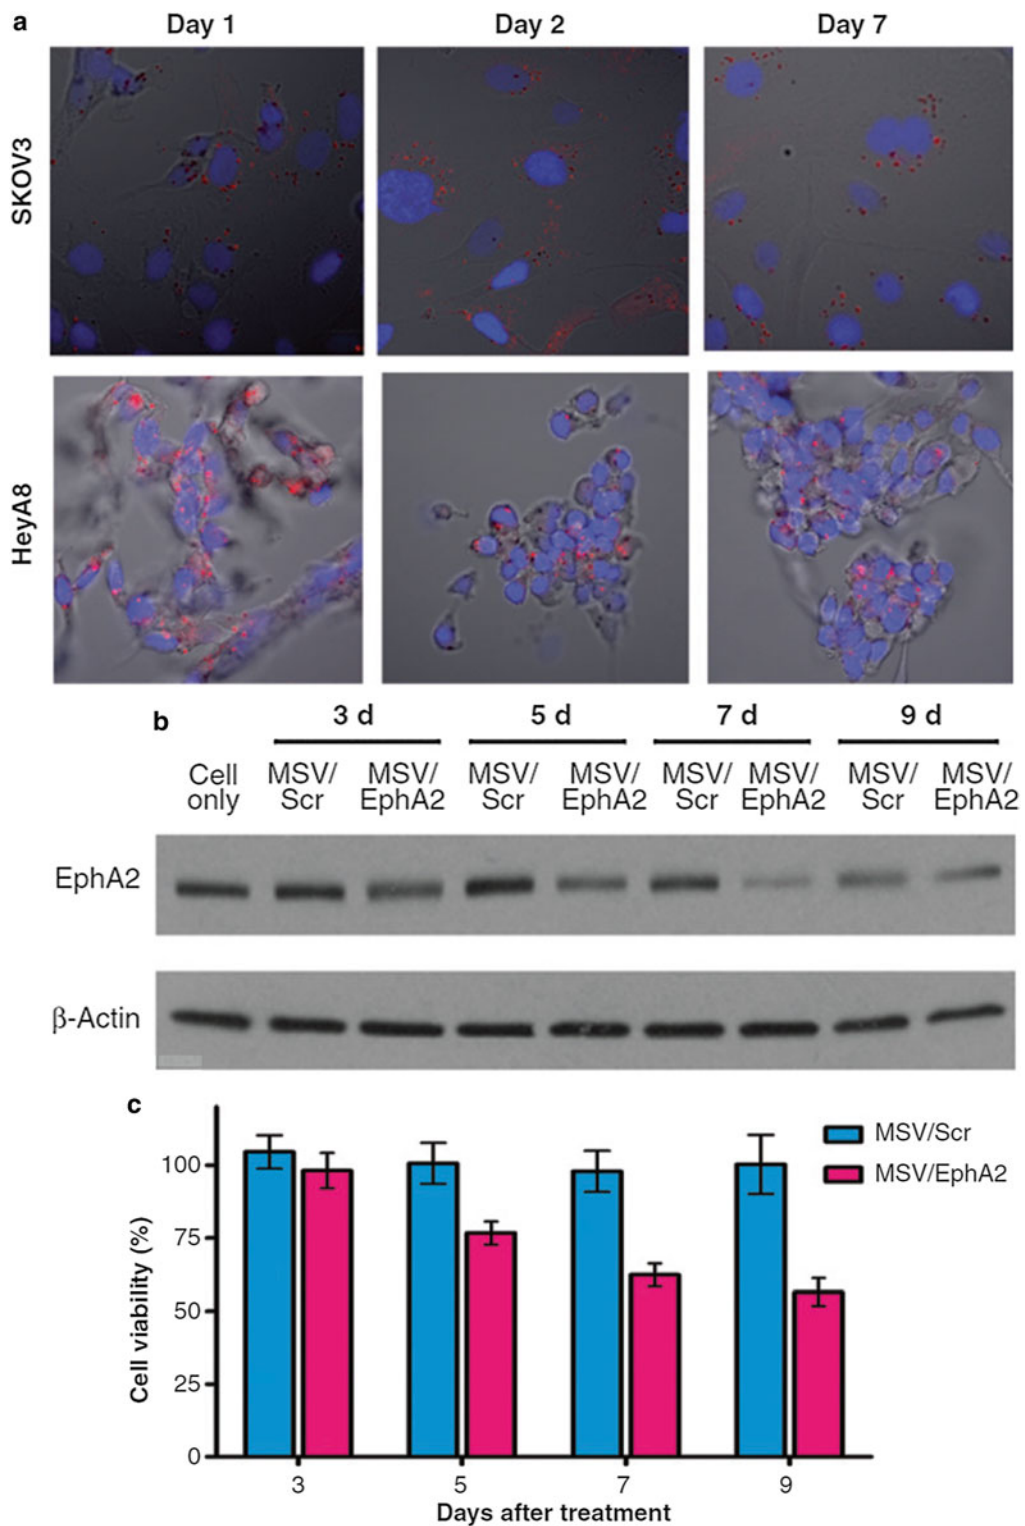 a
Day 1 Day 2 Day 7
SKOV3
HeyA8
b
3 d 5 d 7 d 9 d
Cell only MSV/Scr MSV/EphA2 MSV/Scr MSV/EphA2 MSV/Scr MSV/EphA2 MSV/Scr MSV/EphA2
EphA2
β-Actin
c
MSV/Scr
MSV/EphA2
Cell viability (%)
100
75
50
25
0
3 5 7 9
Days after treatment